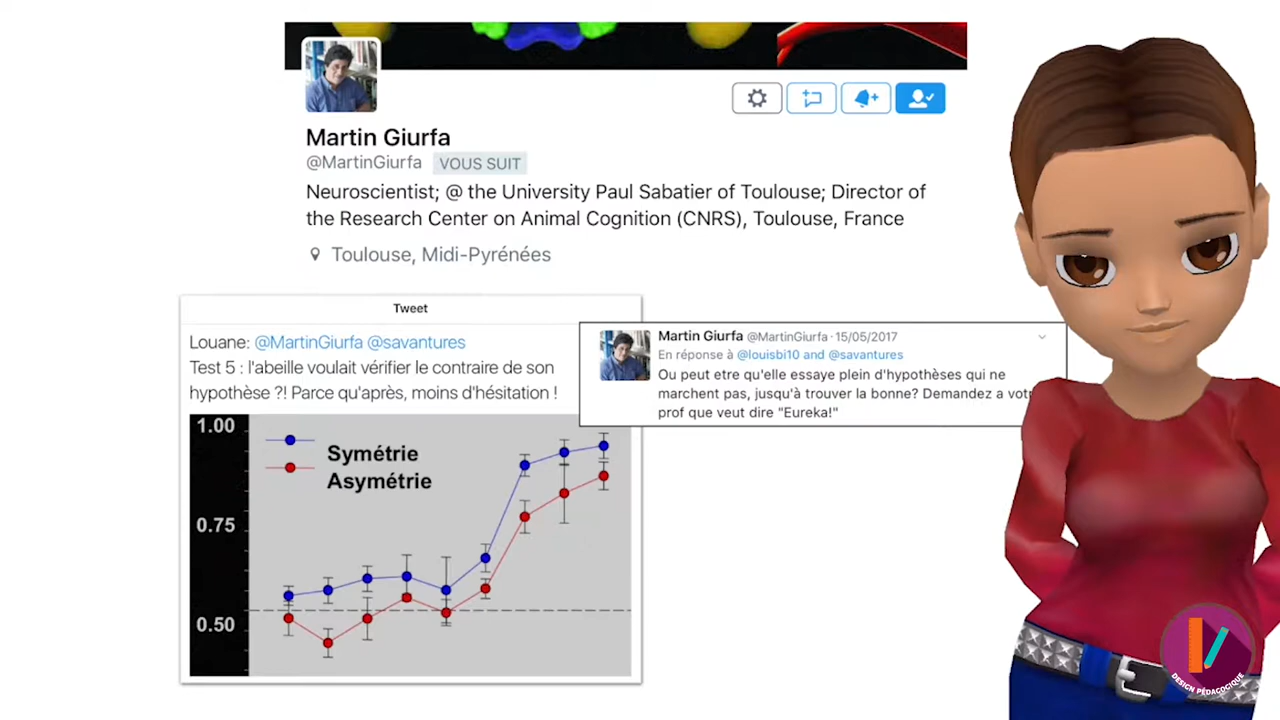 Martin Giurfa
@MartinGiurfa VOUS SUIT
Neuroscientist; @ the University Paul Sabatier of Toulouse; Director of
the Research Center on Animal Cognition (CNRS), Toulouse, France
Toulouse, Midi-Pyrénées
Tweet
Louane: @MartinGiurfa @savantures
Test 5 : l'abeille voulait vérifier le contraire de son
hypothèse ?! Parce qu'après, moins d'hésitation !
Martin Giurfa @MartinGiurfa · 15/05/2017
En réponse à @louisbi10 and @savantures
Ou peut etre qu'elle essaye plein d'hypothèses qui ne
marchent pas, jusqu'à trouver la bonne? Demandez a votr
prof que veut dire "Eureka!"
1.00
Symétrie
Asymétrie
0.75
0.50
DESIGN PÉDAGOGIQUE